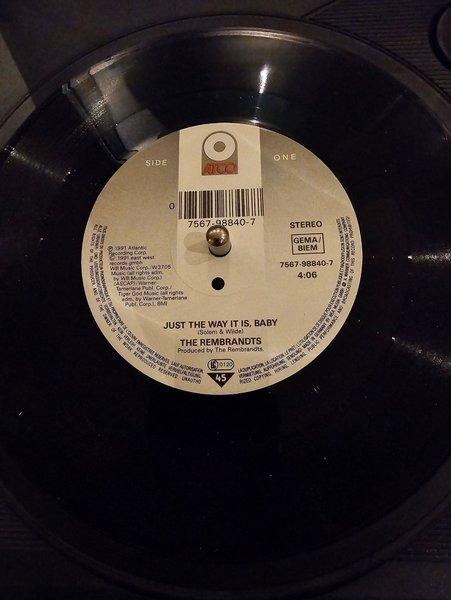 ATCO
SIDE
ONE
0
7567-98840-7
STEREO
GEMA/
BIEM
7567-98840-7
4:06
℗ 1991 Atlantic
Recording Corp.
© 1991 east west
records gmbh
WB Music Corp./W3705
Music (all rights adm.
by WB Music Corp.)
(ASCAP)/Warner-
Tamerlane Publ. Corp./
Tiger God Music (all rights
adm. by Warner-Tamerlane
Publ. Corp.), BMI
JUST THE WAY IT IS, BABY
(Solem & Wilde)
THE REMBRANDTS
Produced by The Rembrandts.
LC 0120
45